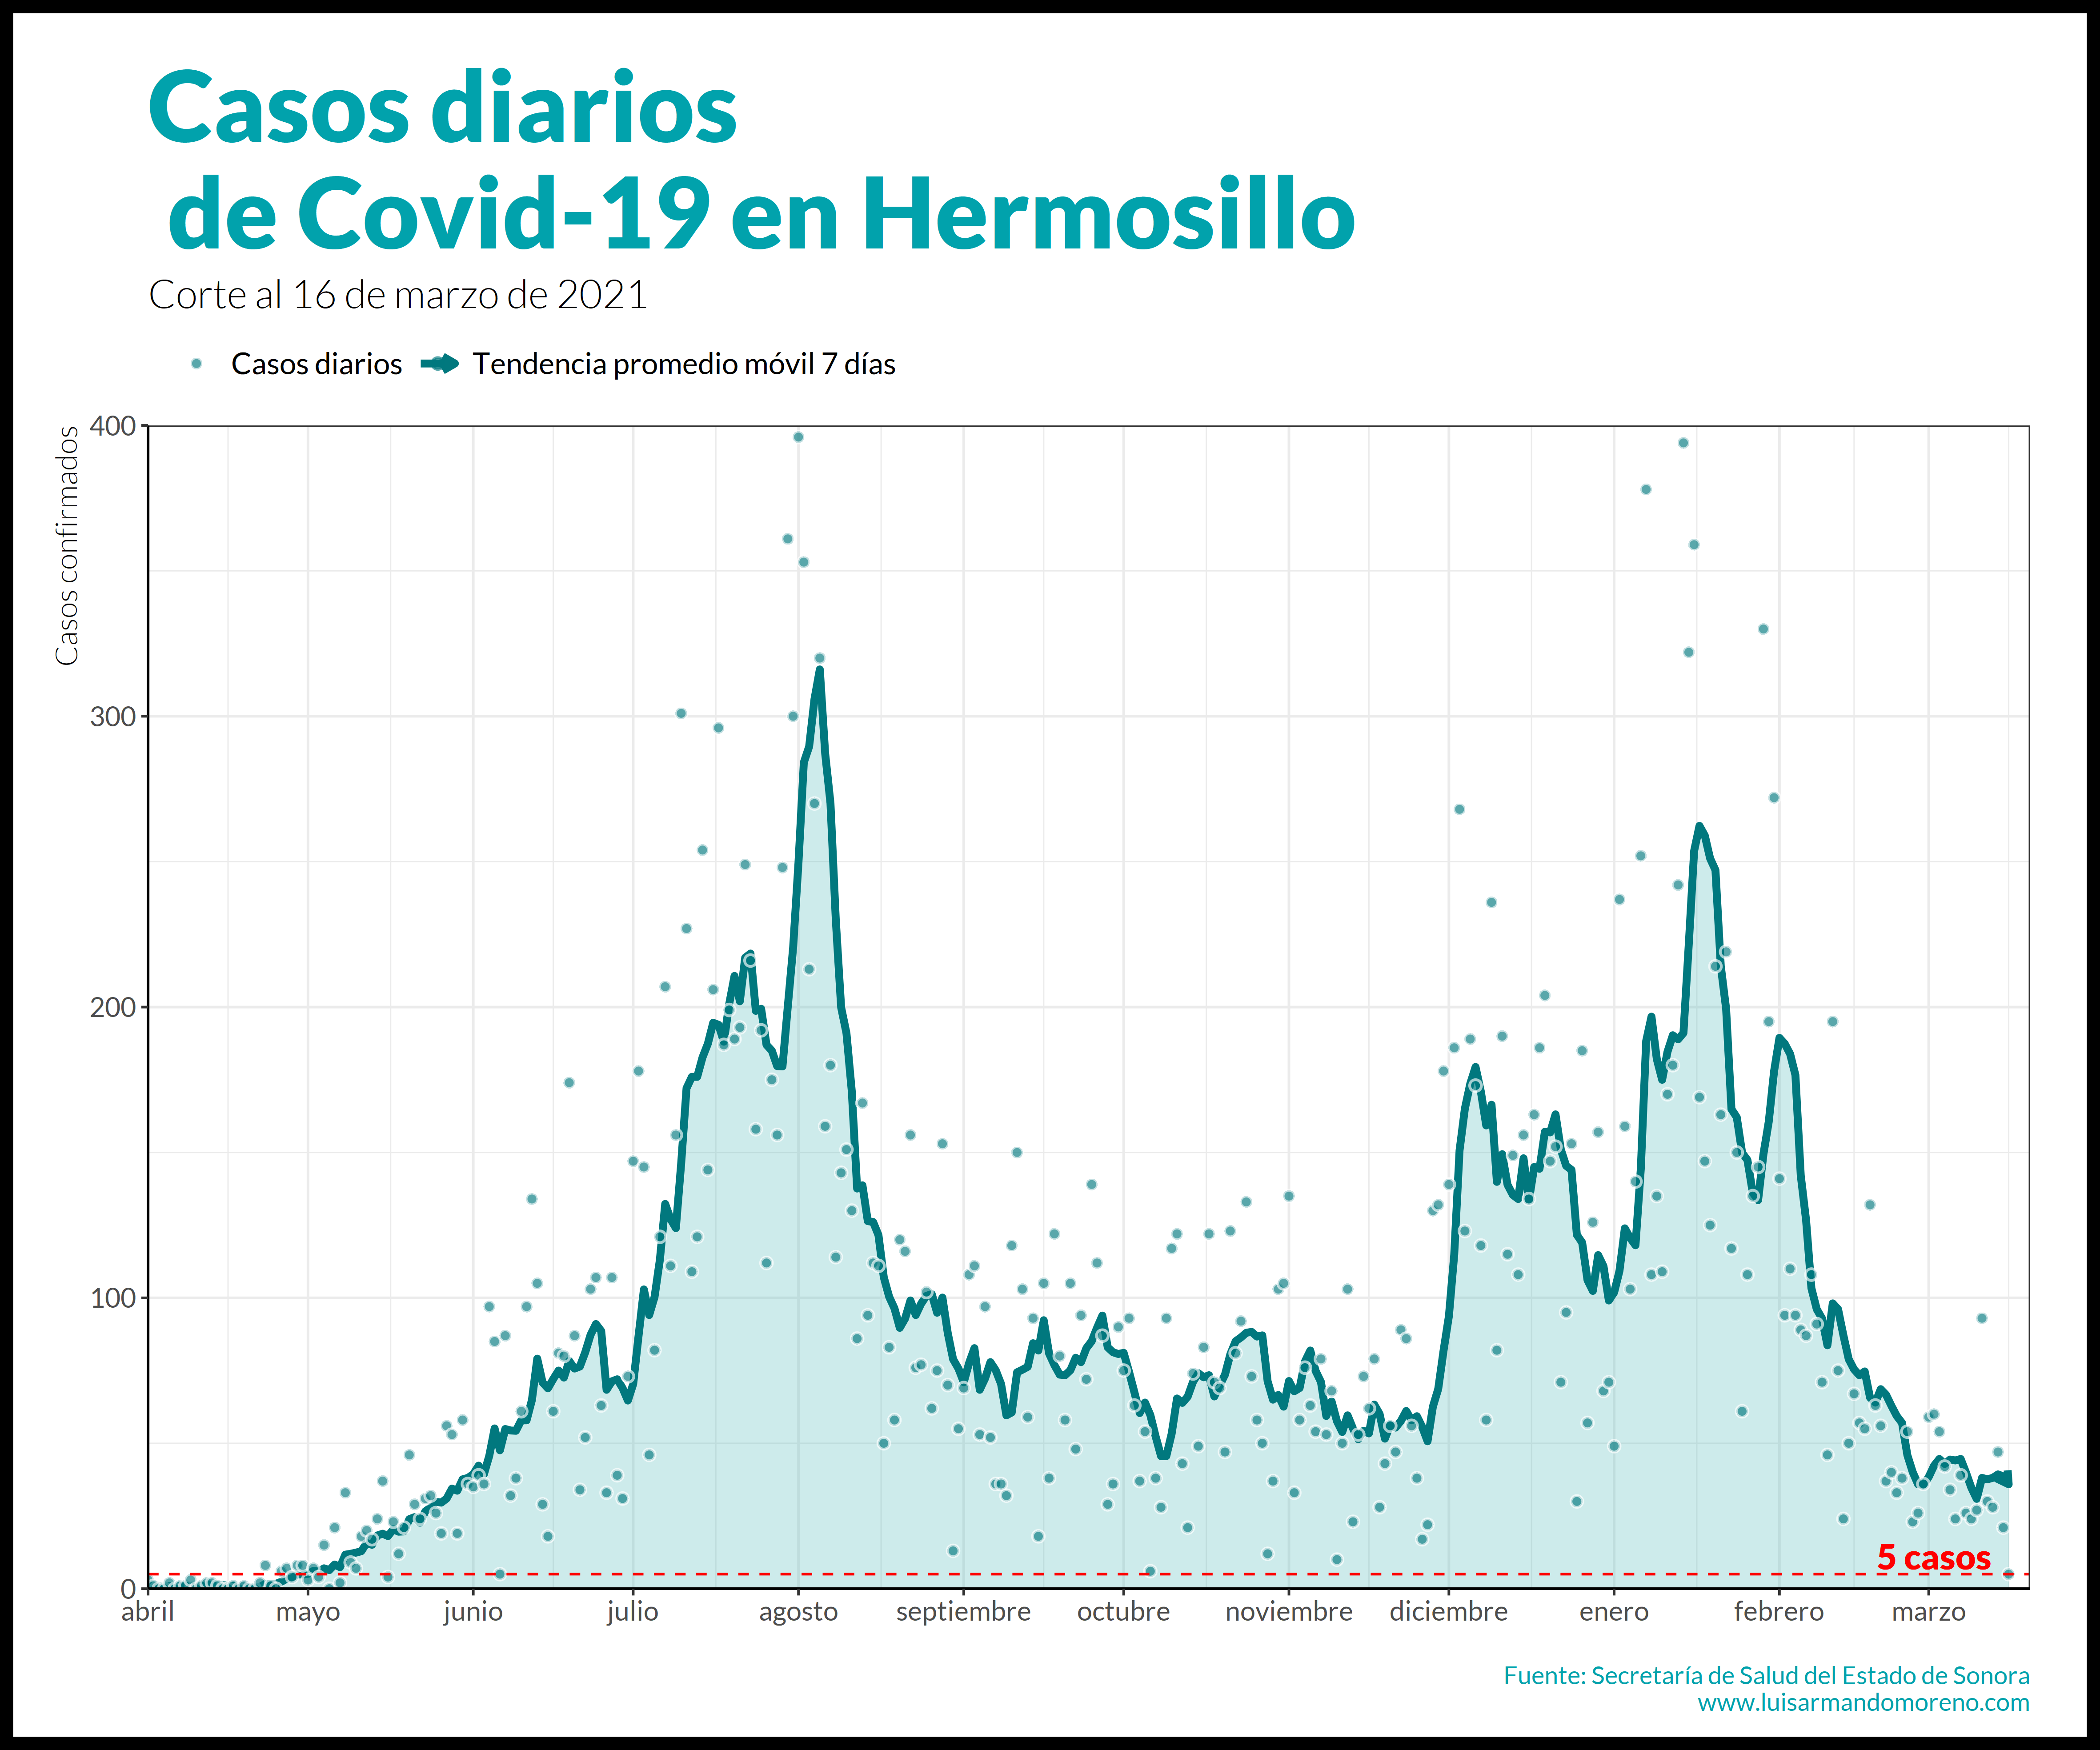 Casos diarios
de Covid-19 en Hermosillo
Corte al 16 de marzo de 2021
Casos diarios Tendencia promedio móvil 7 días
Casos confirmados
400
300
200
100
0
5 casos
abril mayo junio julio agosto septiembre octubre noviembre diciembre enero febrero marzo
Fuente: Secretaría de Salud del Estado de Sonora
www.luisarmandomoreno.com